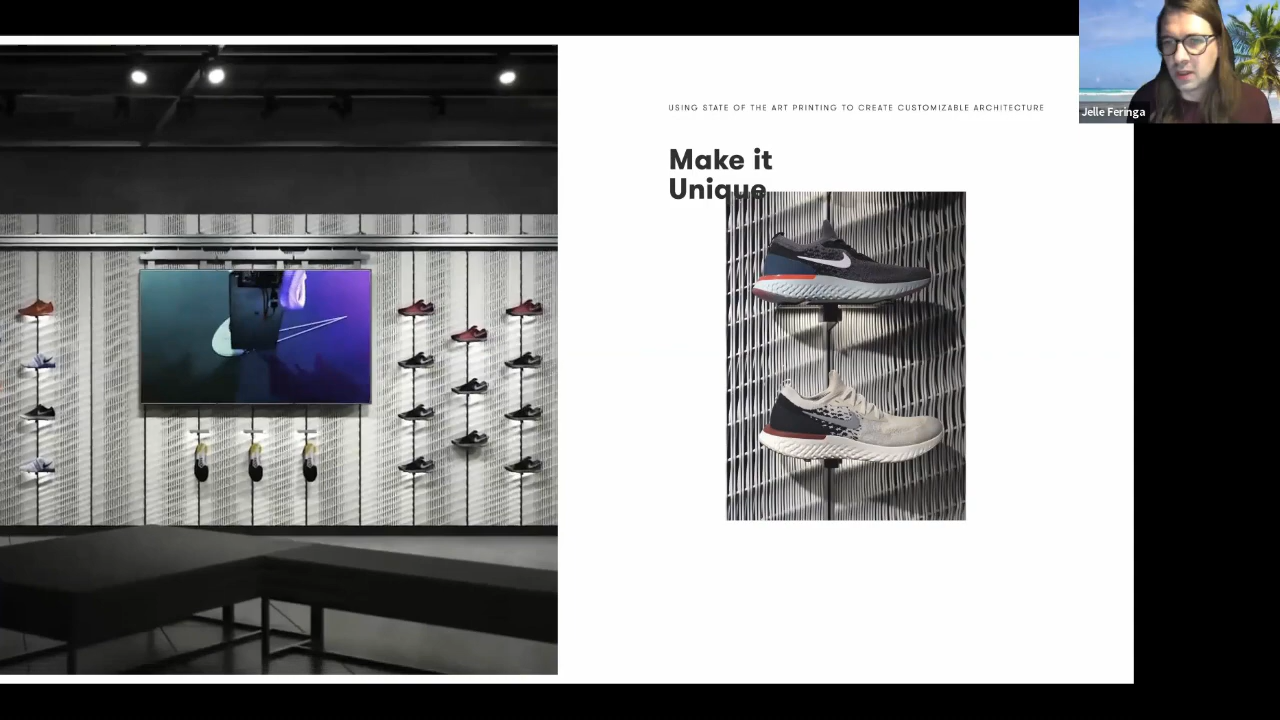 USING STATE OF THE ART PRINTING TO CREATE CUSTOMIZABLE ARCHITECTURE
Make it
Unique
Jelle Feringa